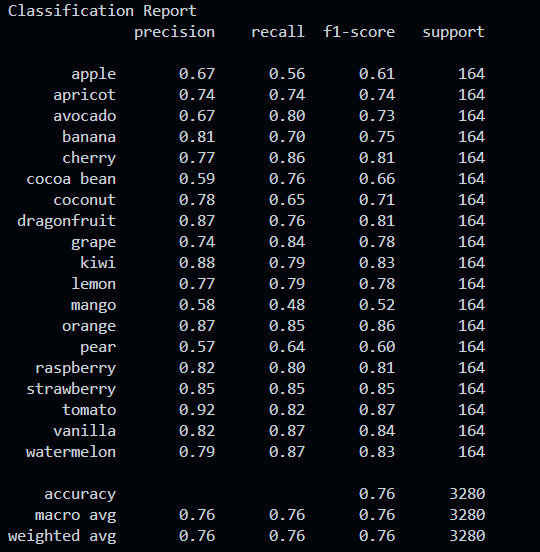 Classification Report
precision recall f1-score support
apple 0.67 0.56 0.61 164
apricot 0.74 0.74 0.74 164
avocado 0.67 0.80 0.73 164
banana 0.81 0.70 0.75 164
cherry 0.77 0.86 0.81 164
cocoa bean 0.59 0.76 0.66 164
coconut 0.78 0.65 0.71 164
dragonfruit 0.87 0.76 0.81 164
grape 0.74 0.84 0.78 164
kiwi 0.88 0.79 0.83 164
lemon 0.77 0.79 0.78 164
mango 0.58 0.48 0.52 164
orange 0.87 0.85 0.86 164
pear 0.57 0.64 0.60 164
raspberry 0.82 0.80 0.81 164
strawberry 0.85 0.85 0.85 164
tomato 0.92 0.82 0.87 164
vanilla 0.82 0.87 0.84 164
watermelon 0.79 0.87 0.83 164
accuracy 0.76 3280
macro avg 0.76 0.76 0.76 3280
weighted avg 0.76 0.76 0.76 3280